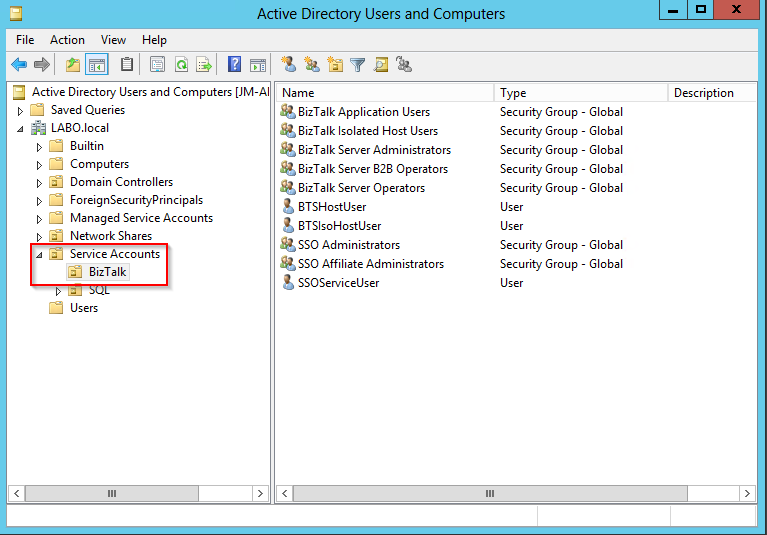 Active Directory Users and Computers
File Action View Help
Active Directory Users and Computers [JM-A
Saved Queries
LABO.local
Builtin
Computers
Domain Controllers
ForeignSecurityPrincipals
Managed Service Accounts
Network Shares
Service Accounts
BizTalk
SQL
Users
Name Type Description
BizTalk Application Users Security Group - Global
BizTalk Isolated Host Users Security Group - Global
BizTalk Server Administrators Security Group - Global
BizTalk Server B2B Operators Security Group - Global
BizTalk Server Operators Security Group - Global
BTSHostUser User
BTSIsoHostUser User
SSO Administrators Security Group - Global
SSO Affiliate Administrators Security Group - Global
SSOServiceUser User